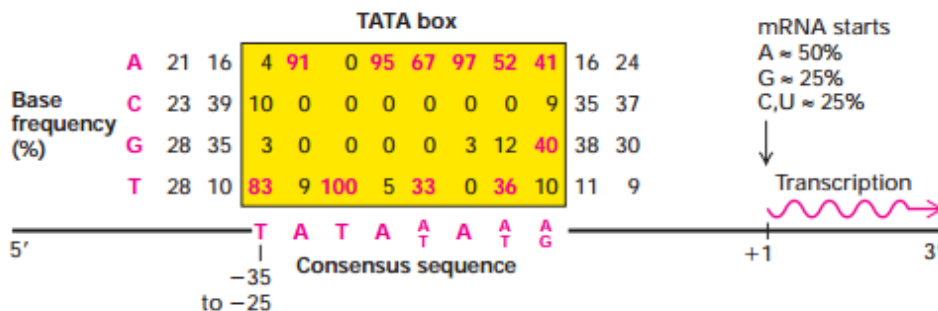 TATA box
mRNA starts
A ≈ 50%
G ≈ 25%
C,U ≈ 25%
Base frequency (%)
A 21 16 4 91 0 95 67 97 52 41 16 24
C 23 39 10 0 0 0 0 0 0 9 35 37
G 28 35 3 0 0 0 0 3 12 40 38 30
T 28 10 83 9 100 5 33 0 36 10 11 9
Transcription
5′ T A T A A/T A A/T A/G +1 3′
Consensus sequence
−35
to −25